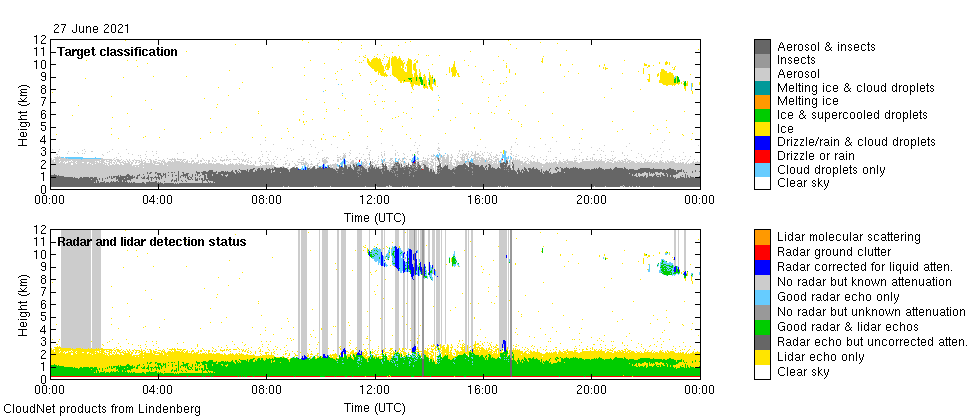 27 June 2021
Target classification
Height (km)
12
11
10
9
8
7
6
5
4
3
2
1
0
00:00 04:00 08:00 12:00 16:00 20:00 00:00
Time (UTC)
Aerosol & insects
Insects
Aerosol
Melting ice & cloud droplets
Melting ice
Ice & supercooled droplets
Ice
Drizzle/rain & cloud droplets
Drizzle or rain
Cloud droplets only
Clear sky
Radar and lidar detection status
Height (km)
12
11
10
9
8
7
6
5
4
3
2
1
0
00:00 04:00 08:00 12:00 16:00 20:00 00:00
Time (UTC)
Lidar molecular scattering
Radar ground clutter
Radar corrected for liquid atten.
No radar but known attenuation
Good radar echo only
No radar but unknown attenuation
Good radar & lidar echos
Radar echo but uncorrected atten.
Lidar echo only
Clear sky
CloudNet products from Lindenberg